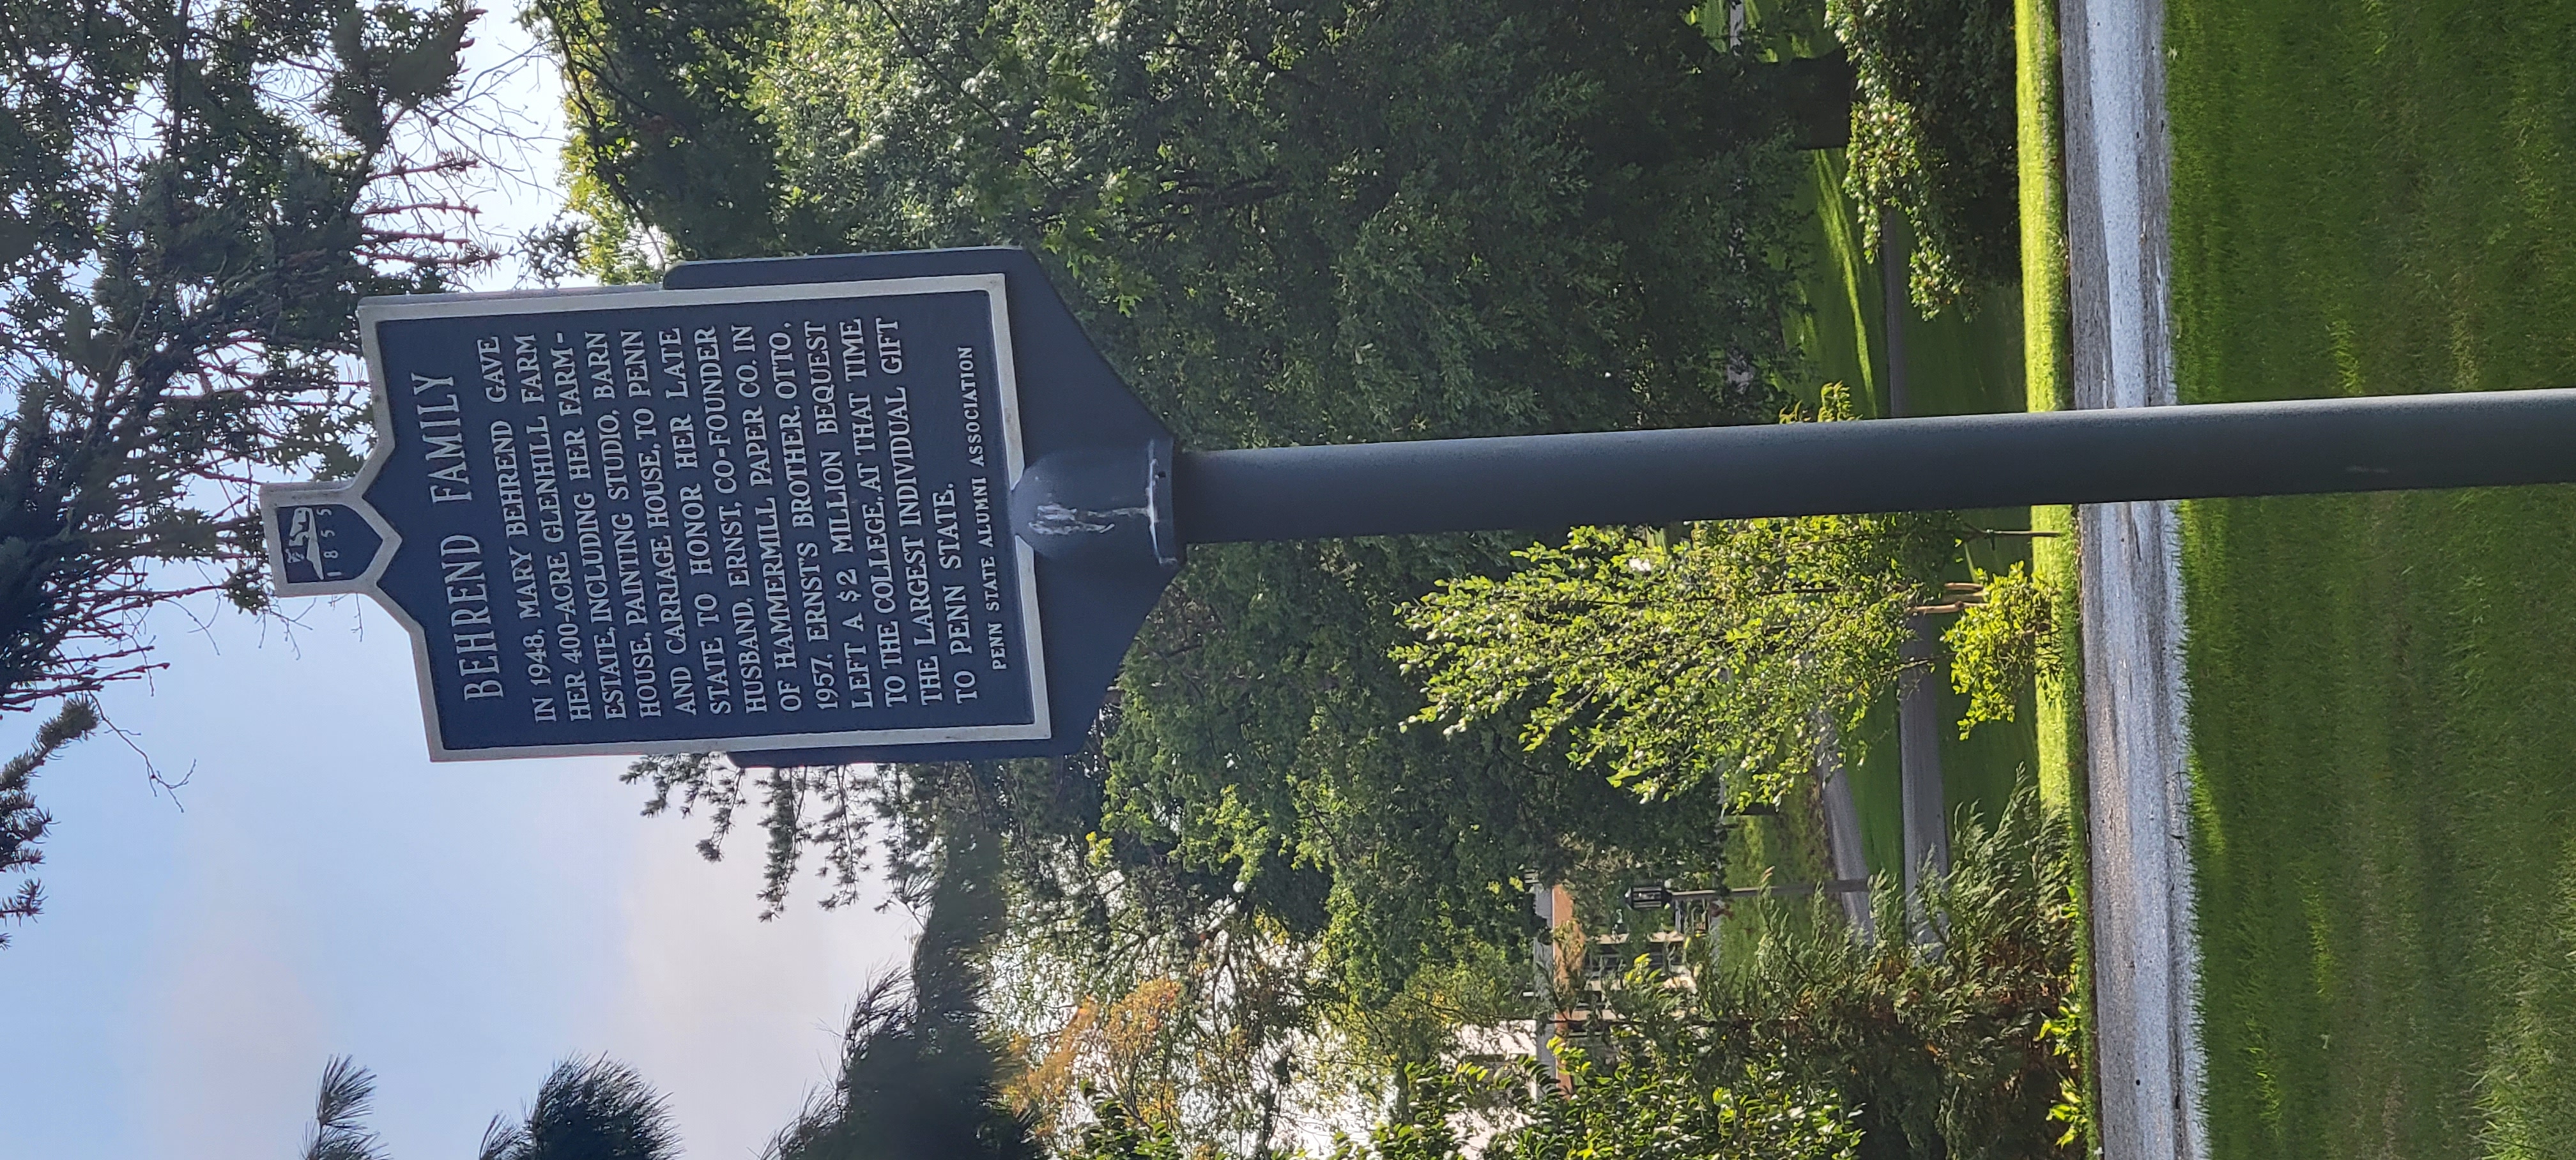 1855
BEHREND FAMILY
IN 1948, MARY BEHREND GAVE
HER 400-ACRE GLENHILL FARM
ESTATE, INCLUDING HER FARM-
HOUSE, PAINTING STUDIO, BARN
AND CARRIAGE HOUSE, TO PENN
STATE TO HONOR HER LATE
HUSBAND, ERNST, CO-FOUNDER
OF HAMMERMILL PAPER CO. IN
1957, ERNST'S BROTHER, OTTO,
LEFT A $2 MILLION BEQUEST
TO THE COLLEGE, AT THAT TIME
THE LARGEST INDIVIDUAL GIFT
TO PENN STATE.
PENN STATE ALUMNI ASSOCIATION